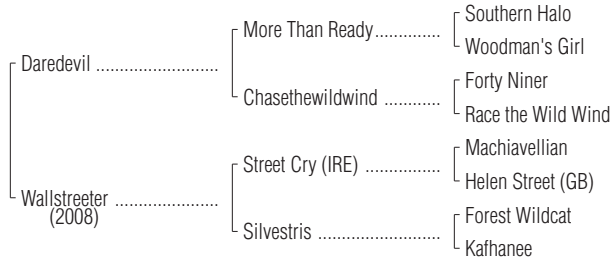 Southern Halo
More Than Ready..............
Woodman's Girl
Daredevil ..........................
Forty Niner
Chasethewildwind ............
Race the Wild Wind
Machiavellian
Street Cry (IRE) ................
Helen Street (GB)
Wallstreeter ......................
(2008)
Forest Wildcat
Silvestris ..........................
Kafhanee